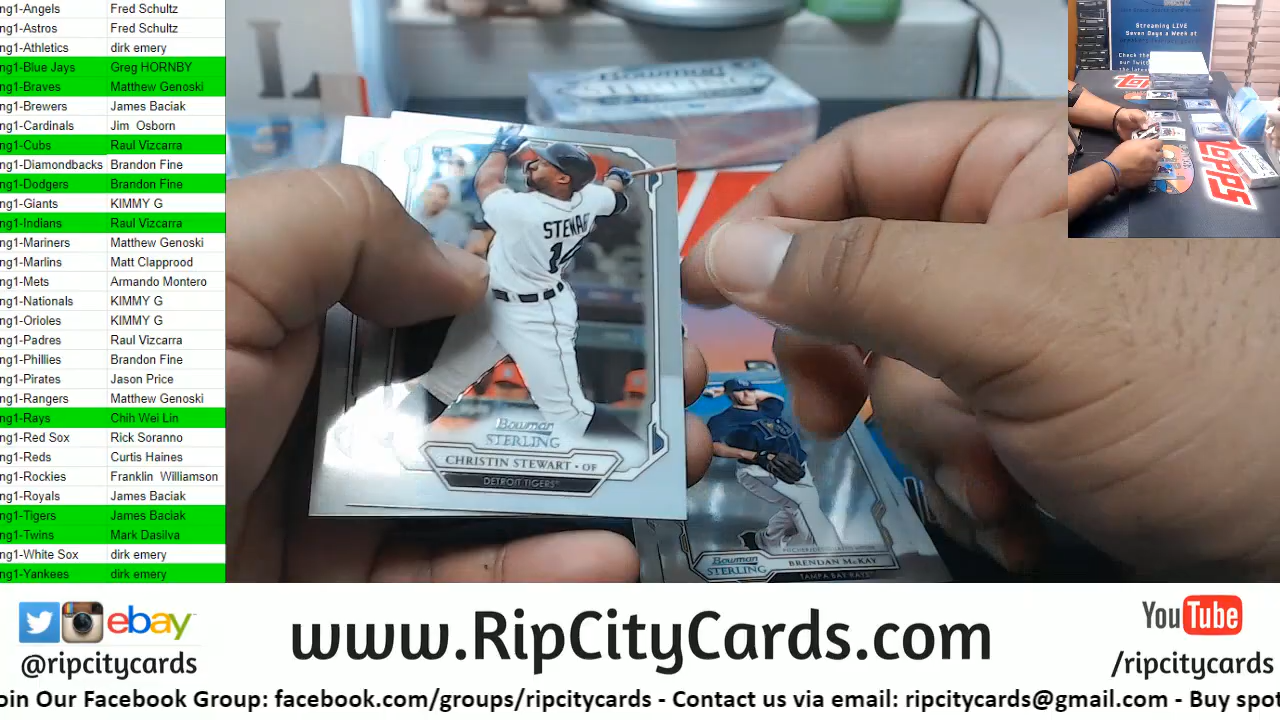 ng1-Angels Fred Schultz
ng1-Astros Fred Schultz
ng1-Athletics dirk emery
ng1-Blue Jays Greg HORNBY
ng1-Braves Matthew Genoski
ng1-Brewers James Baciak
ng1-Cardinals Jim Osborn
ng1-Cubs Raul Vizcarra
ng1-Diamondbacks Brandon Fine
ng1-Dodgers Brandon Fine
ng1-Giants KIMMY G
ng1-Indians Raul Vizcarra
ng1-Mariners Matthew Genoski
ng1-Marlins Matt Clapprood
ng1-Mets Armando Montero
ng1-Nationals KIMMY G
ng1-Orioles KIMMY G
ng1-Padres Raul Vizcarra
ng1-Phillies Brandon Fine
ng1-Pirates Jason Price
ng1-Rangers Matthew Genoski
ng1-Rays Chih Wei Lin
ng1-Red Sox Rick Soranno
ng1-Reds Curtis Haines
ng1-Rockies Franklin Williamson
ng1-Royals James Baciak
ng1-Tigers James Baciak
ng1-Twins Mark Dasilva
ng1-White Sox dirk emery
ng1-Yankees dirk emery
Bowman
STEWART
14
Bowman
STERLING
CHRISTIN STEWART • OF
DETROIT TIGERS
Bowman
STERLING
BRENDAN McKAY
TAMPA BAY RAYS
Streaming LIVE
Seven Days a Week at
Check the
our Twitt
the latest
Topps
TOPPS
ebay
@ripcitycards
www.RipCityCards.com
YouTube
/ripcitycards
oin Our Facebook Group: facebook.com/groups/ripcitycards - Contact us via email: ripcitycards@gmail.com - Buy spot